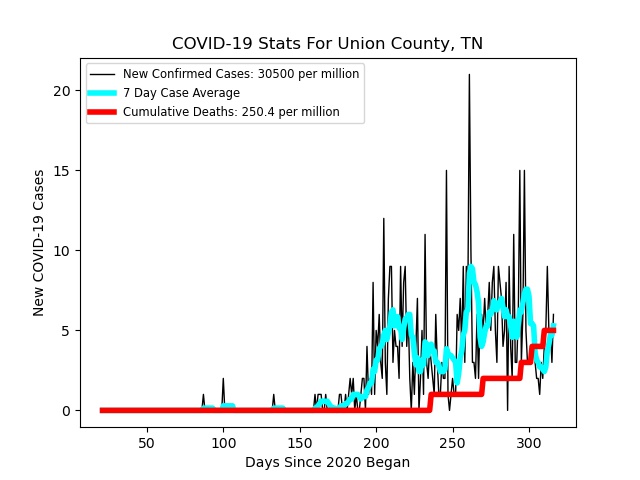 COVID-19 Stats For Union County, TN
New Confirmed Cases: 30500 per million
7 Day Case Average
Cumulative Deaths: 250.4 per million
New COVID-19 Cases
20
15
10
5
0
50 100 150 200 250 300
Days Since 2020 Began